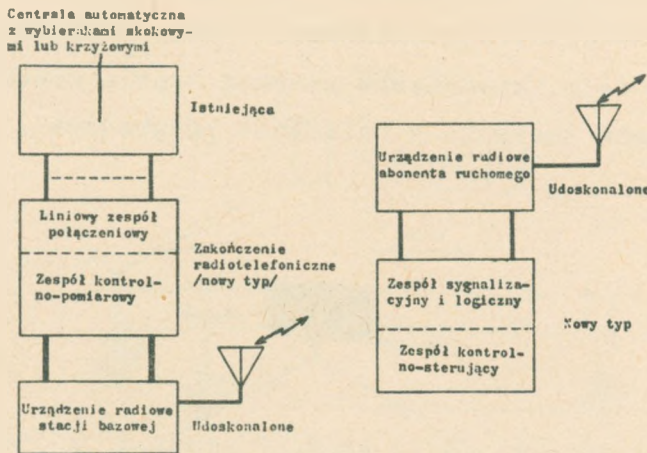 Centrala automatyczna
z wybierakami skokowy-
mi lub krzyżowymi
Istniejąca
Liniowy zespół
połączeniowy
Zespół kontrol-
no-pomiarowy
Zakończenie
radiotelefoniczne
/nowy typ/
Urządzenie radiowe
stacji bazowej
Udoskonalone
Urządzenie radiowe
abonenta ruchomego
Udoskonalone
Zespół sygnaliza-
cyjny i logiczny
Zespół kontrol-
no-sterujący
Nowy typ